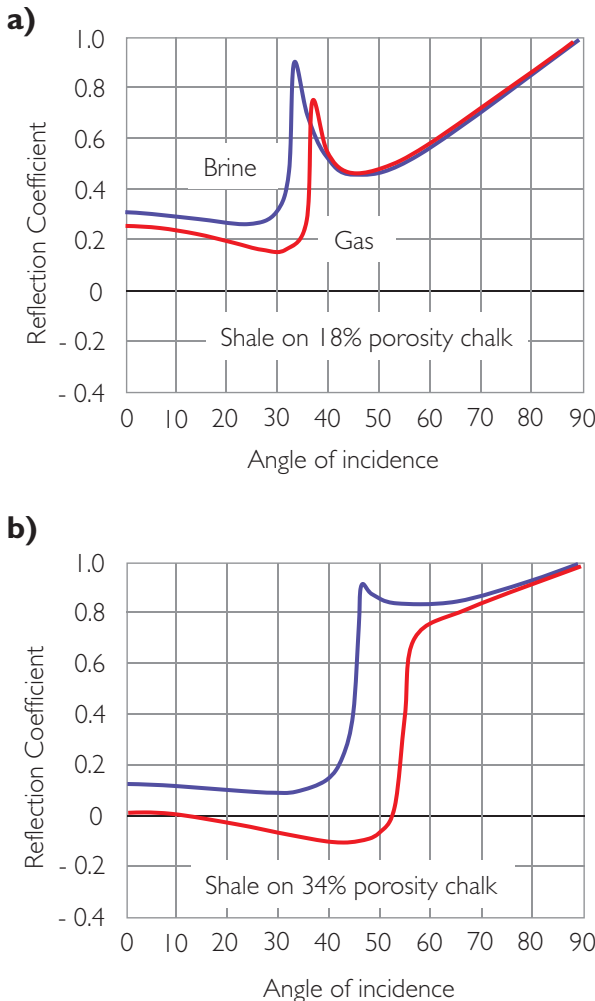 a)
Reflection Coefficient
1.0
0.8
0.6
0.4
0.2
0
- 0.2
- 0.4
Brine
Gas
Shale on 18% porosity chalk
0 10 20 30 40 50 60 70 80 90
Angle of incidence
b)
Reflection Coefficient
1.0
0.8
0.6
0.4
0.2
0
- 0.2
- 0.4
Shale on 34% porosity chalk
0 10 20 30 40 50 60 70 80 90
Angle of incidence